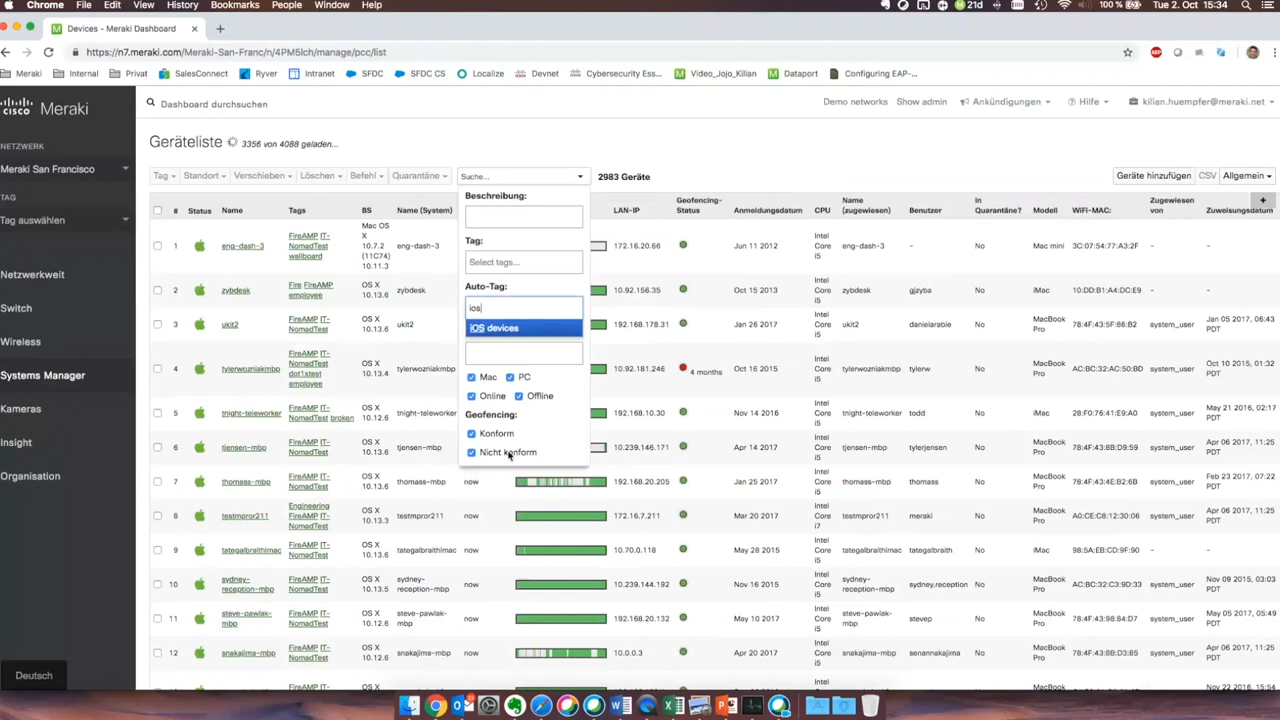 Chrome File Edit View History Bookmarks People Window Help 21d 100 % Tue 2. Oct 15:34
Devices - Meraki Dashboard
https://n7.meraki.com/Meraki-San-Franc/n/4PM5Ich/manage/pcc/list
Meraki Internal Privat SalesConnect Ryver Intranet SFDC SFDC CS Localize Devnet Cybersecurity Ess... Video_Jojo_Kilian Dataport Configuring EAP-...
CISCO Meraki
Dashboard durchsuchen
Demo networks Show admin Ankündigungen Hilfe kilian.huempfer@meraki.net
NETZWERK
Meraki San Francisco
TAG
Tag auswählen
Netzwerkweit
Switch
Wireless
Systems Manager
Kameras
Insight
Organisation
Deutsch
Geräteliste 3356 von 4088 geladen...
Tag Standort Verschieben Löschen Befehl Quarantäne Suche... 2983 Geräte Geräte hinzufügen CSV Allgemein
Beschreibung:
Tag:
Select tags...
Auto-Tag:
ios
iOS devices
Mac PC
Online Offline
Geofencing:
Konform
Nicht konform
# Status Name Tags BS Name (System) LAN-IP Geofencing-Status Anmeldungsdatum CPU Name (zugewiesen) Benutzer In Quarantäne? Modell WiFi-MAC: Zugewiesen von Zuweisungsdatum
1 eng-dash-3 FireAMP IT-NomadTest wallboard Mac OS X 10.7.2 (11C74) 10.11.3 eng-dash-3 172.16.20.66 Jun 11 2012 Intel Core i5 eng-dash-3 - No Mac mini 3C:07:54:77:A3:2F - -
2 zybdesk Fire FireAMP employee OS X 10.13.6 zybdesk 10.92.156.35 Oct 15 2013 Intel Core i5 zybdesk gjzyba No iMac 10:DD:B1:A4:DC:E9 - -
3 ukit2 FireAMP IT-NomadTest OS X 10.13.6 ukit2 192.168.178.31 Jan 26 2017 Intel Core i5 ukit2 danielarabie No MacBook Pro 78:4F:43:5F:86:B2 system_user Jan 05 2017, 06:43 PDT
4 tylerwozniakmbp FireAMP IT-NomadTest dot1xtest employee OS X 10.13.4 tylerwozniakmbp 10.92.181.246 4 months Oct 16 2015 Intel Core i5 tylerwozniakmbp tylerw No MacBook Pro AC:BC:32:4C:50:BD system_user Oct 10 2015, 01:32 PDT
5 tnight-teleworker FireAMP IT-NomadTest broken OS X 10.13.6 tnight-teleworker 192.168.10.30 Nov 14 2016 Intel Core i5 tnight-teleworker todd No MacBook Pro 28:F0:76:41:E9:A0 system_user May 21 2016, 02:17 PDT
6 tjensen-mbp FireAMP IT-NomadTest OS X 10.13.6 tjensen-mbp 10.239.146.171 Apr 14 2017 Intel Core i5 tjensen-mbp tylerjensen No MacBook Pro 78:4F:43:8B:D9:59 system_user Apr 06 2017, 11:25 PDT
7 thomass-mbp FireAMP IT-NomadTest OS X 10.13.6 thomass-mbp now 192.168.20.205 Jan 25 2017 Intel Core i5 thomass-mbp thomass No MacBook Pro 78:4F:43:4E:B2:6B system_user Feb 23 2017, 07:22 PDT
8 testmpror211 Engineering FireAMP IT-NomadTest OS X 10.13.3 testmpror211 now 172.16.7.211 Mar 20 2017 Intel Core i7 testmpror211 meraki No MacBook Pro A0:CE:C8:12:30:06 system_user Apr 06 2017, 11:25 PDT
9 tategalbraithimac FireAMP IT-NomadTest OS X 10.13.6 tategalbraithimac now 10.70.0.118 May 28 2015 Intel Core i5 tategalbraithimac tategalbraith No iMac 98:5A:EB:CD:9F:90 - -
10 sydney-reception-mbp FireAMP IT-NomadTest OS X 10.13.6 sydney-reception-mbp now 10.239.144.192 Nov 16 2015 Intel Core i5 sydney-reception-mbp sydney.reception No MacBook Pro AC:BC:32:C3:9D:33 system_user Nov 09 2015, 03:03 PDT
11 steve-pawlak-mbp FireAMP IT-NomadTest OS X 10.12.6 steve-pawlak-mbp now 192.168.20.132 May 10 2017 Intel Core i5 steve-pawlak-mbp stevep No MacBook Pro 78:4F:43:98:84:D7 system_user May 05 2017, 05:49 PDT
12 snakajima-mbp FireAMP IT-NomadTest OS X 10.12.6 snakajima-mbp now 10.0.0.3 Apr 20 2017 Intel Core i5 snakajima-mbp senannakajima No MacBook Pro 78:4F:43:8B:D3:85 system_user Apr 06 2017, 11:25 PDT
Nov 22 2016, 15:54